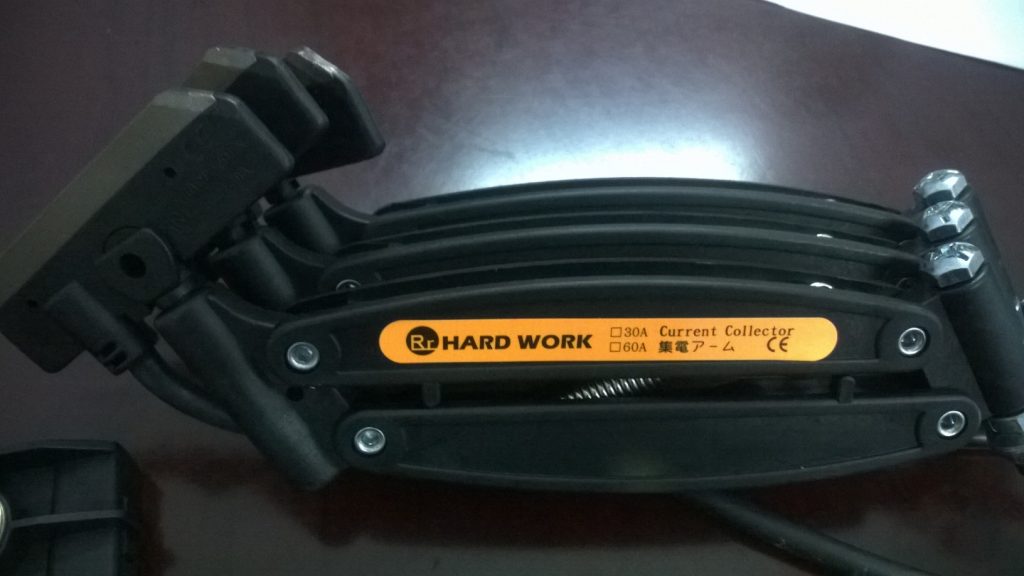 Rr HARD WORK
□30A Current Collector
□60A 集電アーム CE